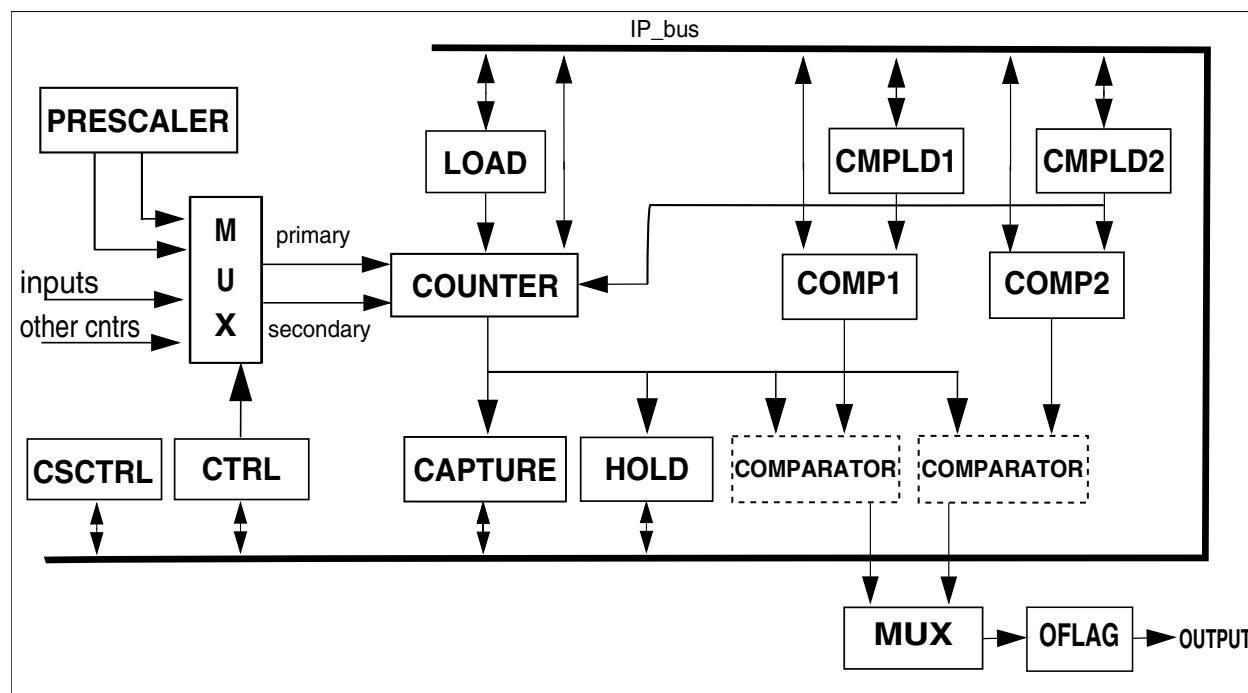 IP_bus
PRESCALER
LOAD
CMPLD1
CMPLD2
M
U
X
primary
secondary
inputs
other cntrs
COUNTER
COMP1
COMP2
CSCTRL
CTRL
CAPTURE
HOLD
COMPARATOR
COMPARATOR
MUX
OFLAG
OUTPUT